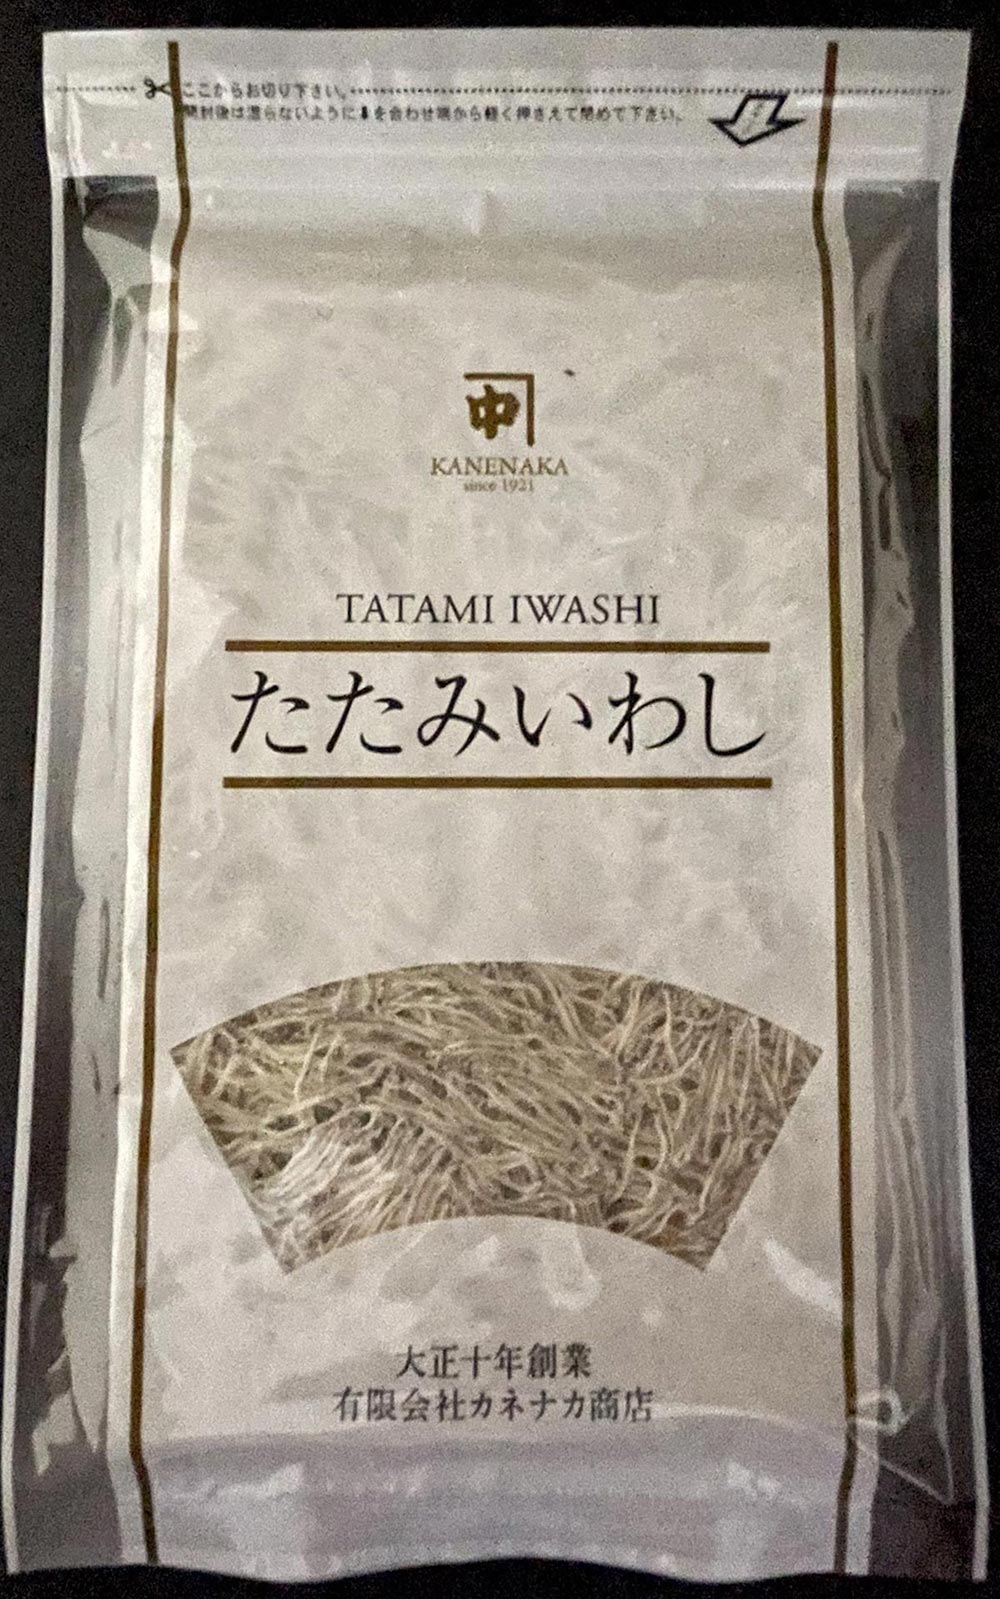 ここからお切り下さい。
開封後は湿らないように⬇を合わせ端から軽く押さえて閉めて下さい。
中
KANENAKA
since 1921
TATAMI IWASHI
たたみいわし
大正十年創業
有限会社カネナカ商店